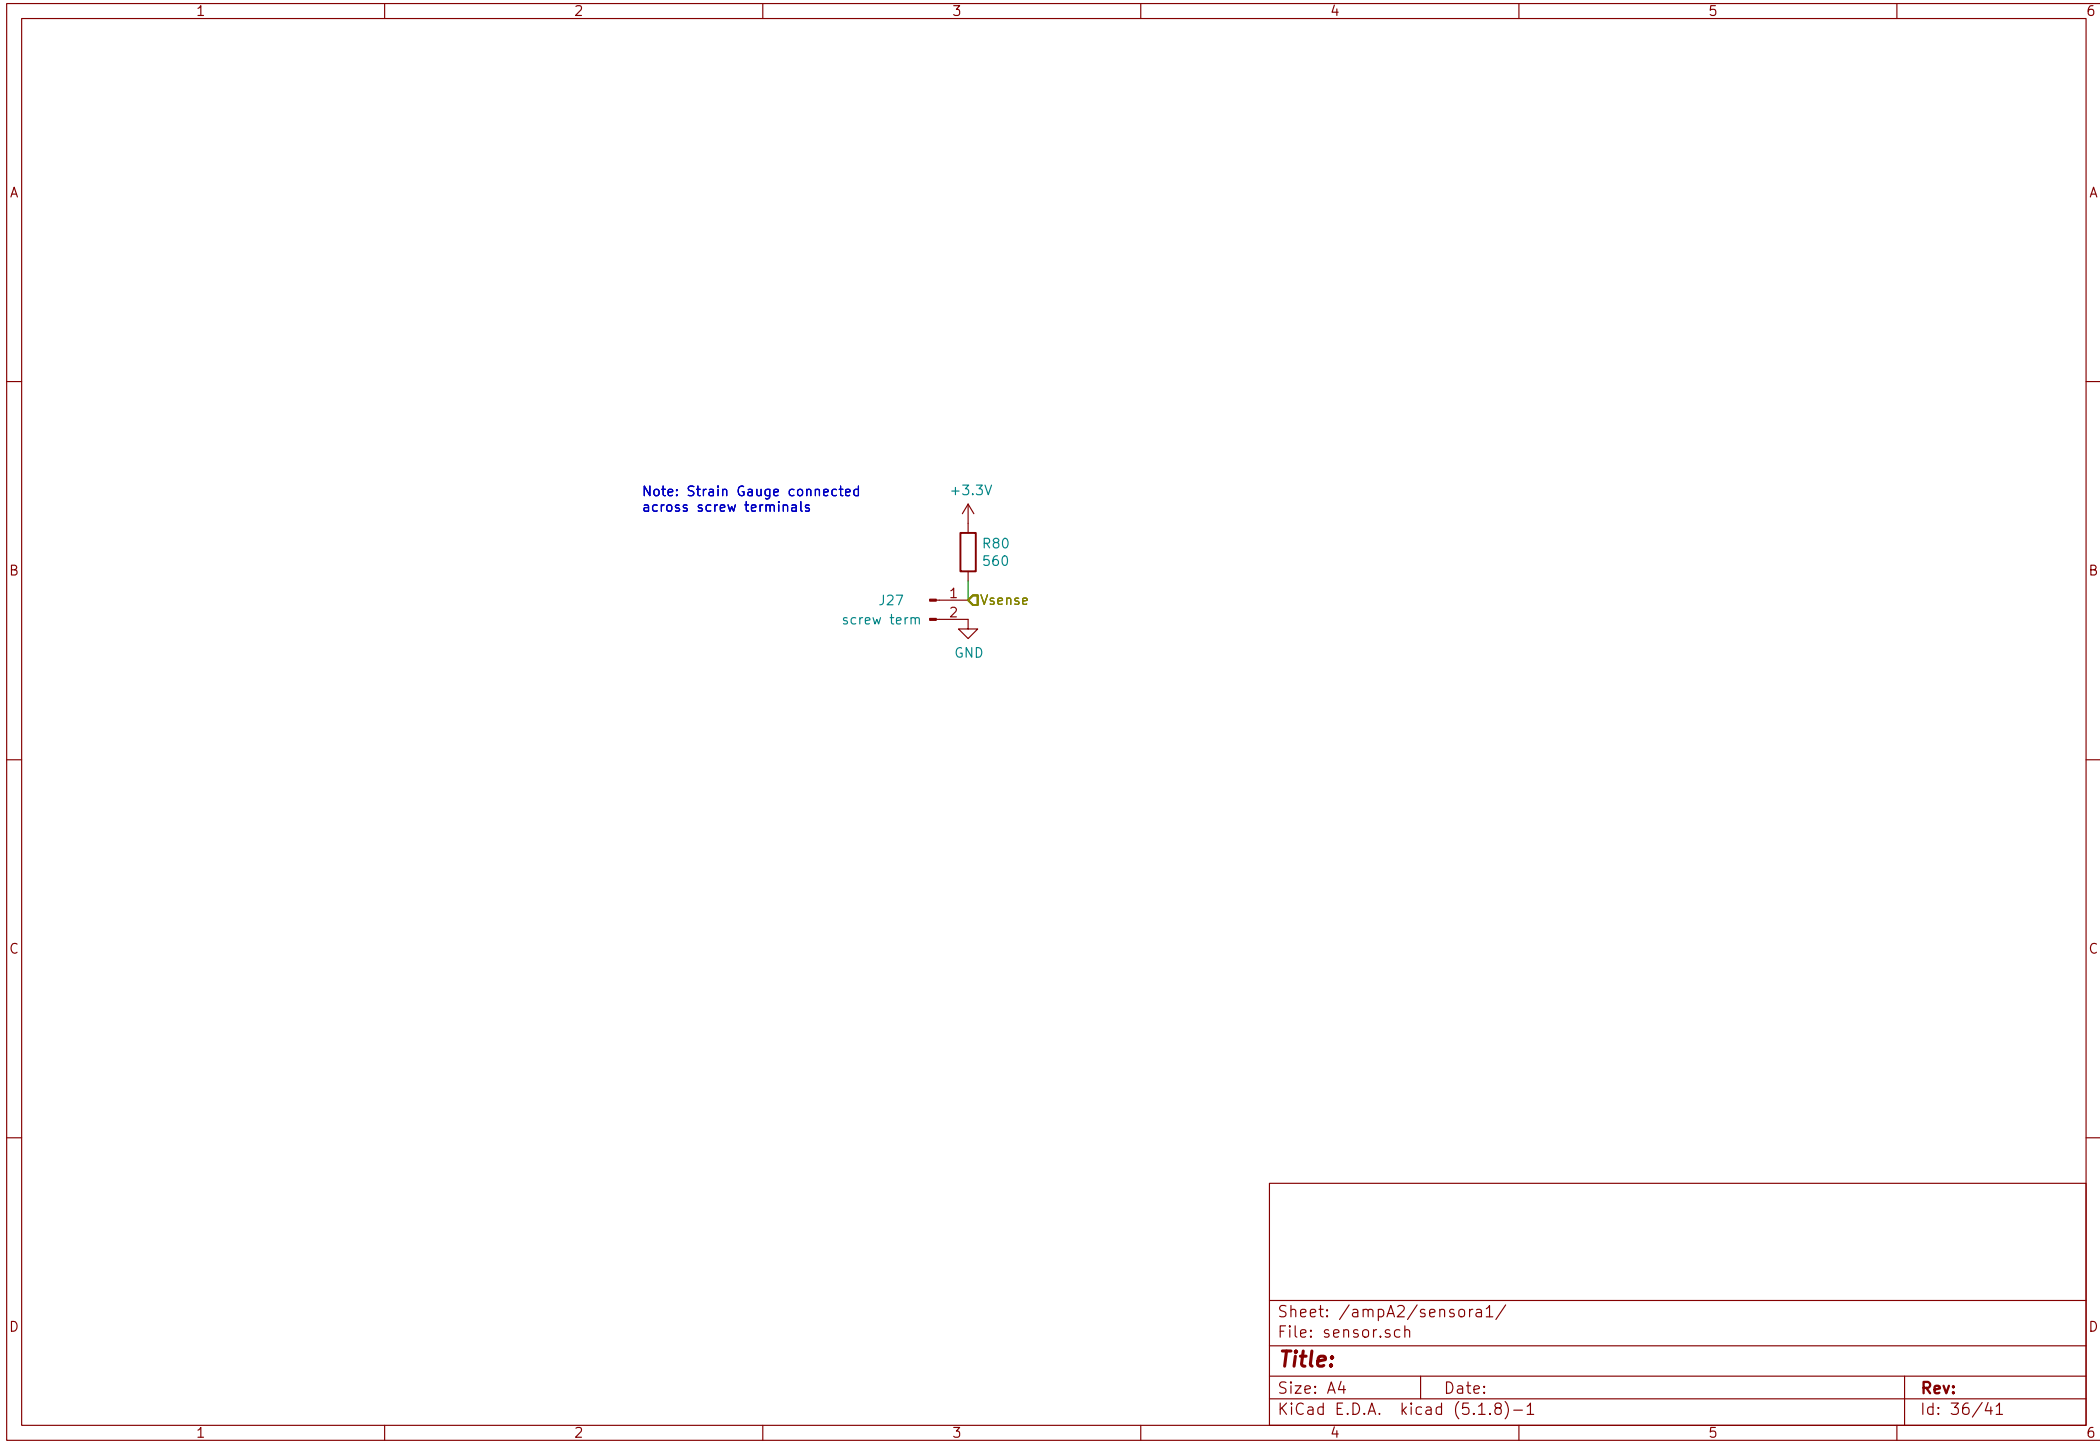 1 2 3 4 5 6
A A
Note: Strain Gauge connected
across screw terminals
+3.3V
R80
560
B B
J27
screw term
1
2
Vsense
GND
C C
Sheet: /ampA2/sensora1/
File: sensor.sch
D D
Title:
Size: A4 Date: Rev:
KiCad E.D.A. kicad (5.1.8)-1 Id: 36/41
1 2 3 4 5 6